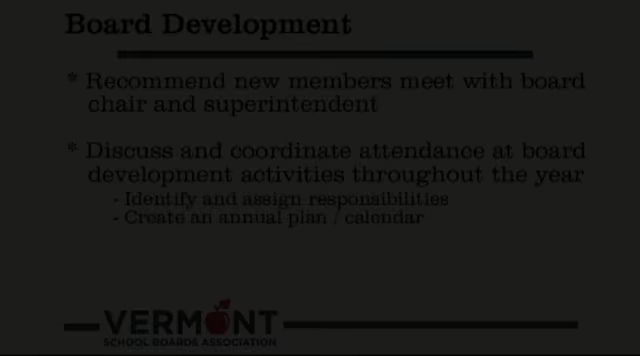 Board Development
* Recommend new members meet with board
chair and superintendent
* Discuss and coordinate attendance at board
development activities throughout the year
- Identify and assign responsibilities
- Create an annual plan / calendar
VERMONT
SCHOOL BOARDS ASSOCIATION